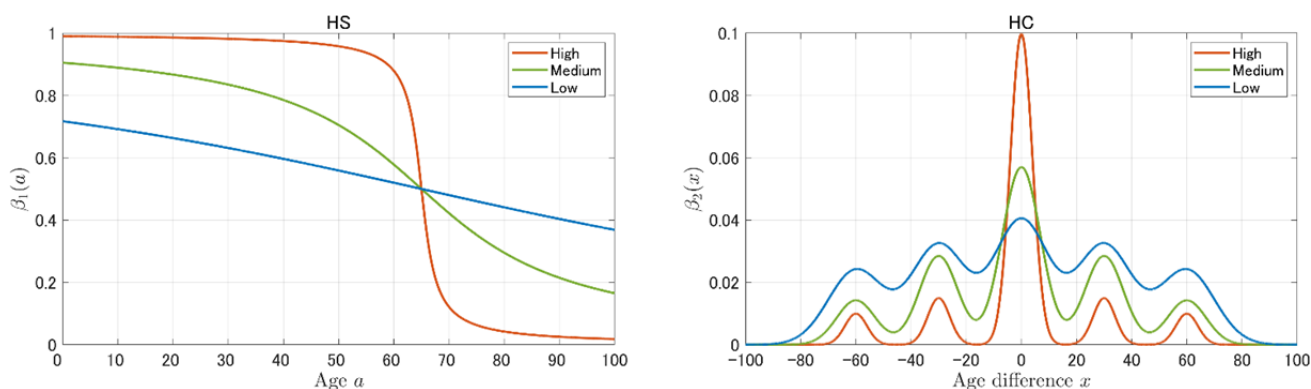 HS
1
0.8
0.6
0.4
0.2
0
0 10 20 30 40 50 60 70 80 90 100
β₁(a)
Age a
High
Medium
Low
HC
0.1
0.08
0.06
0.04
0.02
0
-100 -80 -60 -40 -20 0 20 40 60 80 100
β₂(x)
Age difference x
High
Medium
Low